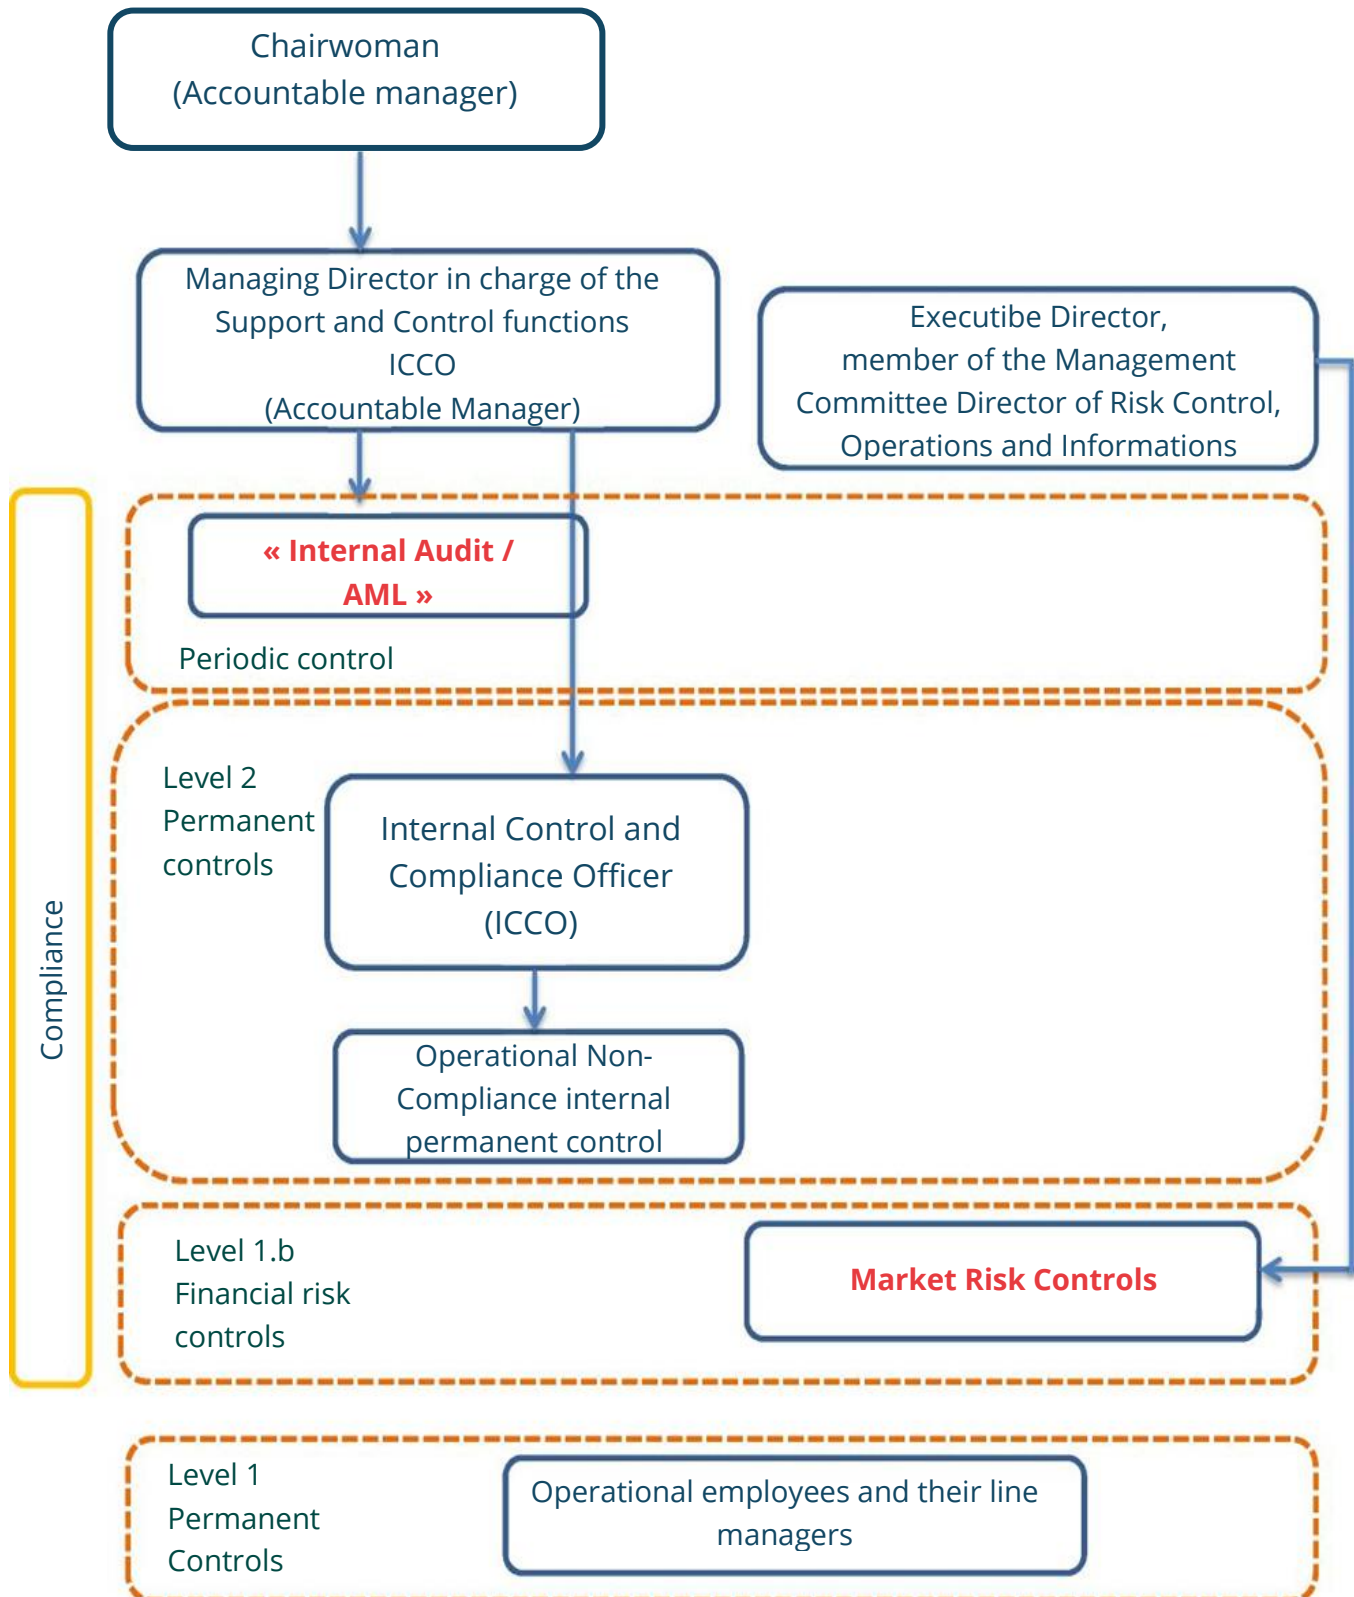 Chairwoman
(Accountable manager)
Managing Director in charge of the
Support and Control functions
ICCO
(Accountable Manager)
Executibe Director,
member of the Management
Committee Director of Risk Control,
Operations and Informations
« Internal Audit /
AML »
Periodic control
Level 2
Permanent
controls
Internal Control and
Compliance Officer
(ICCO)
Operational Non-
Compliance internal
permanent control
Compliance
Level 1.b
Financial risk
controls
Market Risk Controls
Level 1
Permanent
Controls
Operational employees and their line
managers